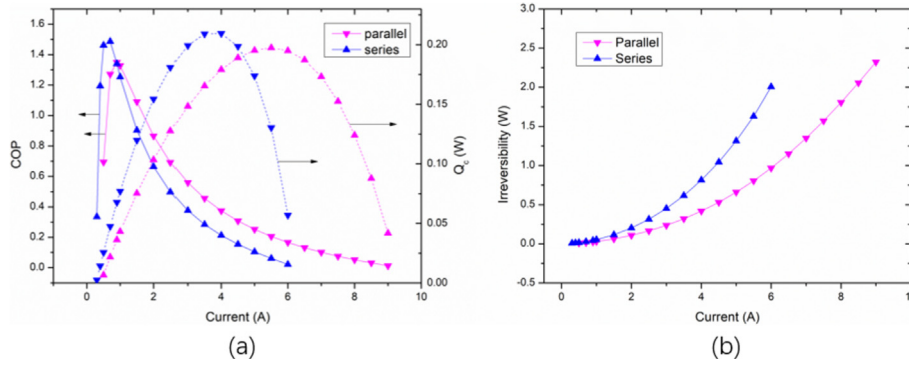 1.6
1.4
1.2
1.0
0.8
0.6
0.4
0.2
0.0
COP
0 2 4 6 8 10
Current (A)
0.20
0.15
0.10
0.05
0.00
Q_c (W)
parallel
series
(a)
3.0
2.5
2.0
1.5
1.0
0.5
0.0
-0.5
Irreversibility (W)
0 2 4 6 8 10
Current (A)
Parallel
Series
(b)